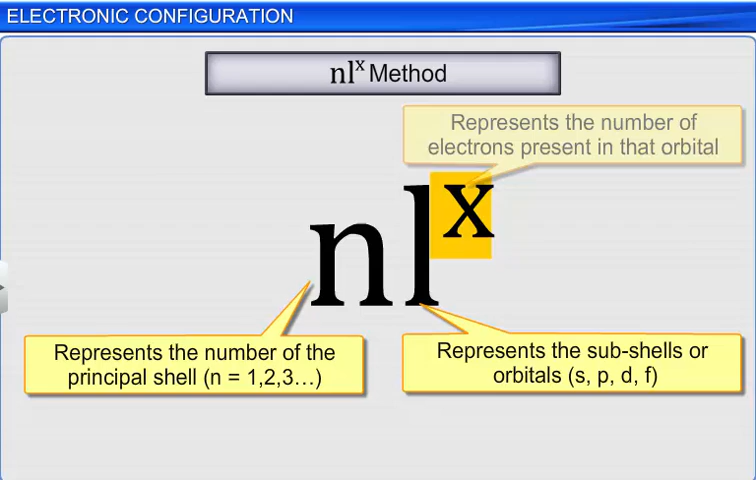 ELECTRONIC CONFIGURATION
nlˣ Method
Represents the number of
electrons present in that orbital
nlˣ
Represents the number of the
principal shell (n = 1,2,3...)
Represents the sub-shells or
orbitals (s, p, d, f)